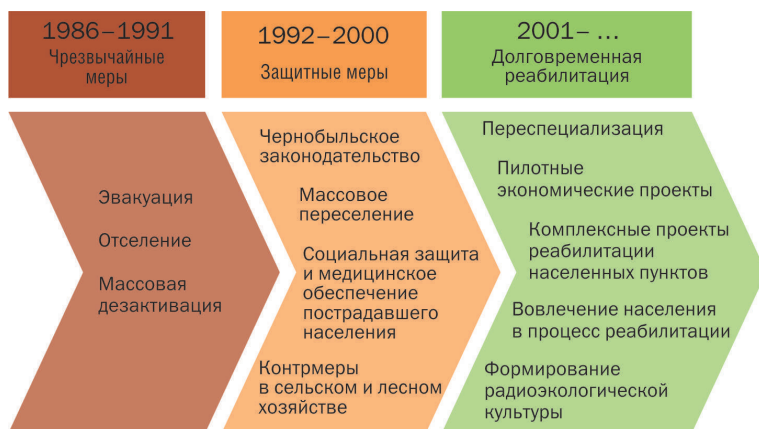 1986–1991
Чрезвычайные
меры
1992–2000
Защитные меры
2001– ...
Долговременная
реабилитация
Эвакуация
Отселение
Массовая
дезактивация
Чернобыльское
законодательство
Массовое
переселение
Социальная защита
и медицинское
обеспечение
пострадавшего
населения
Контрмеры
в сельском и лесном
хозяйстве
Переспециализация
Пилотные
экономические проекты
Комплексные проекты
реабилитации
населенных пунктов
Вовлечение населения
в процесс реабилитации
Формирование
радиоэкологической
культуры